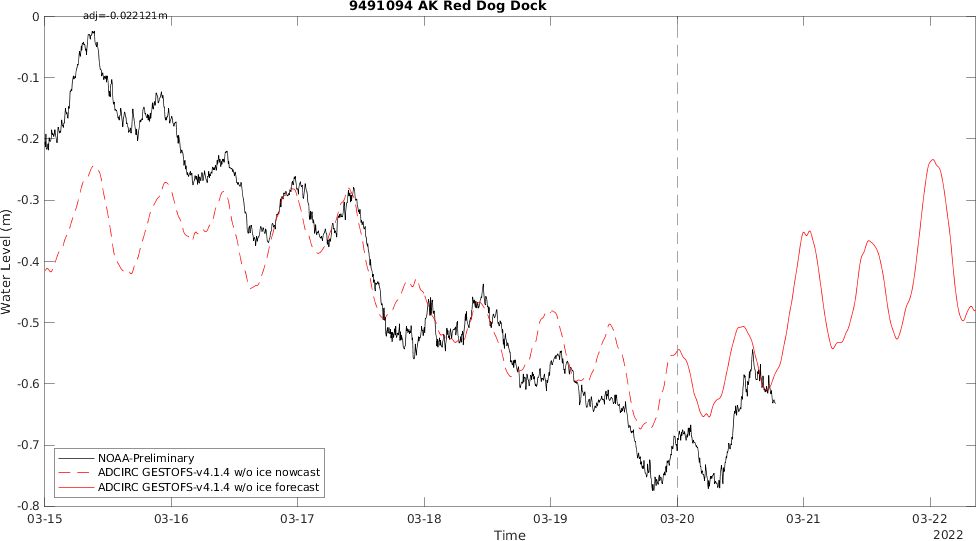 9491094 AK Red Dog Dock
adj=-0.022121m
0
-0.1
-0.2
-0.3
-0.4
-0.5
-0.6
-0.7
-0.8
Water Level (m)
NOAA-Preliminary
ADCIRC GESTOFS-v4.1.4 w/o ice nowcast
ADCIRC GESTOFS-v4.1.4 w/o ice forecast
03-15 03-16 03-17 03-18 03-19 03-20 03-21 03-22
Time
2022